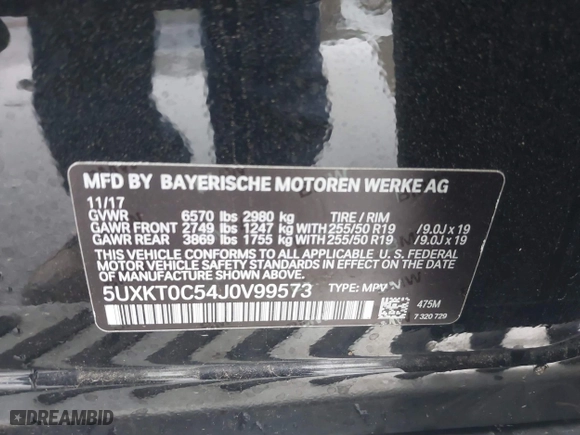 MFD BY BAYERISCHE MOTOREN WERKE AG
11/17
GVWR 6570 lbs 2980 kg TIRE / RIM
GAWR FRONT 2749 lbs 1247 kg WITH 255/50 R19 /9.0J x 19
GAWR REAR 3869 lbs 1755 kg WITH 255/50 R19 /9.0J x 19
THIS VEHICLE CONFORMS TO ALL APPLICABLE U. S. FEDERAL
MOTOR VEHICLE SAFETY STANDARDS IN EFFECT ON THE DATE
OF MANUFACTURE SHOWN ABOVE.
5UXKT0C54J0V99573 TYPE: MPV
475M
7 320 729
DREAMBID